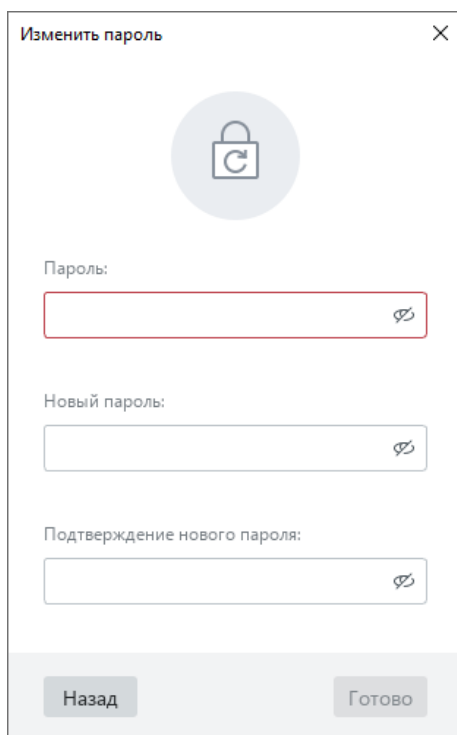 Изменить пароль
Пароль:
Новый пароль:
Подтверждение нового пароля:
Назад
Готово